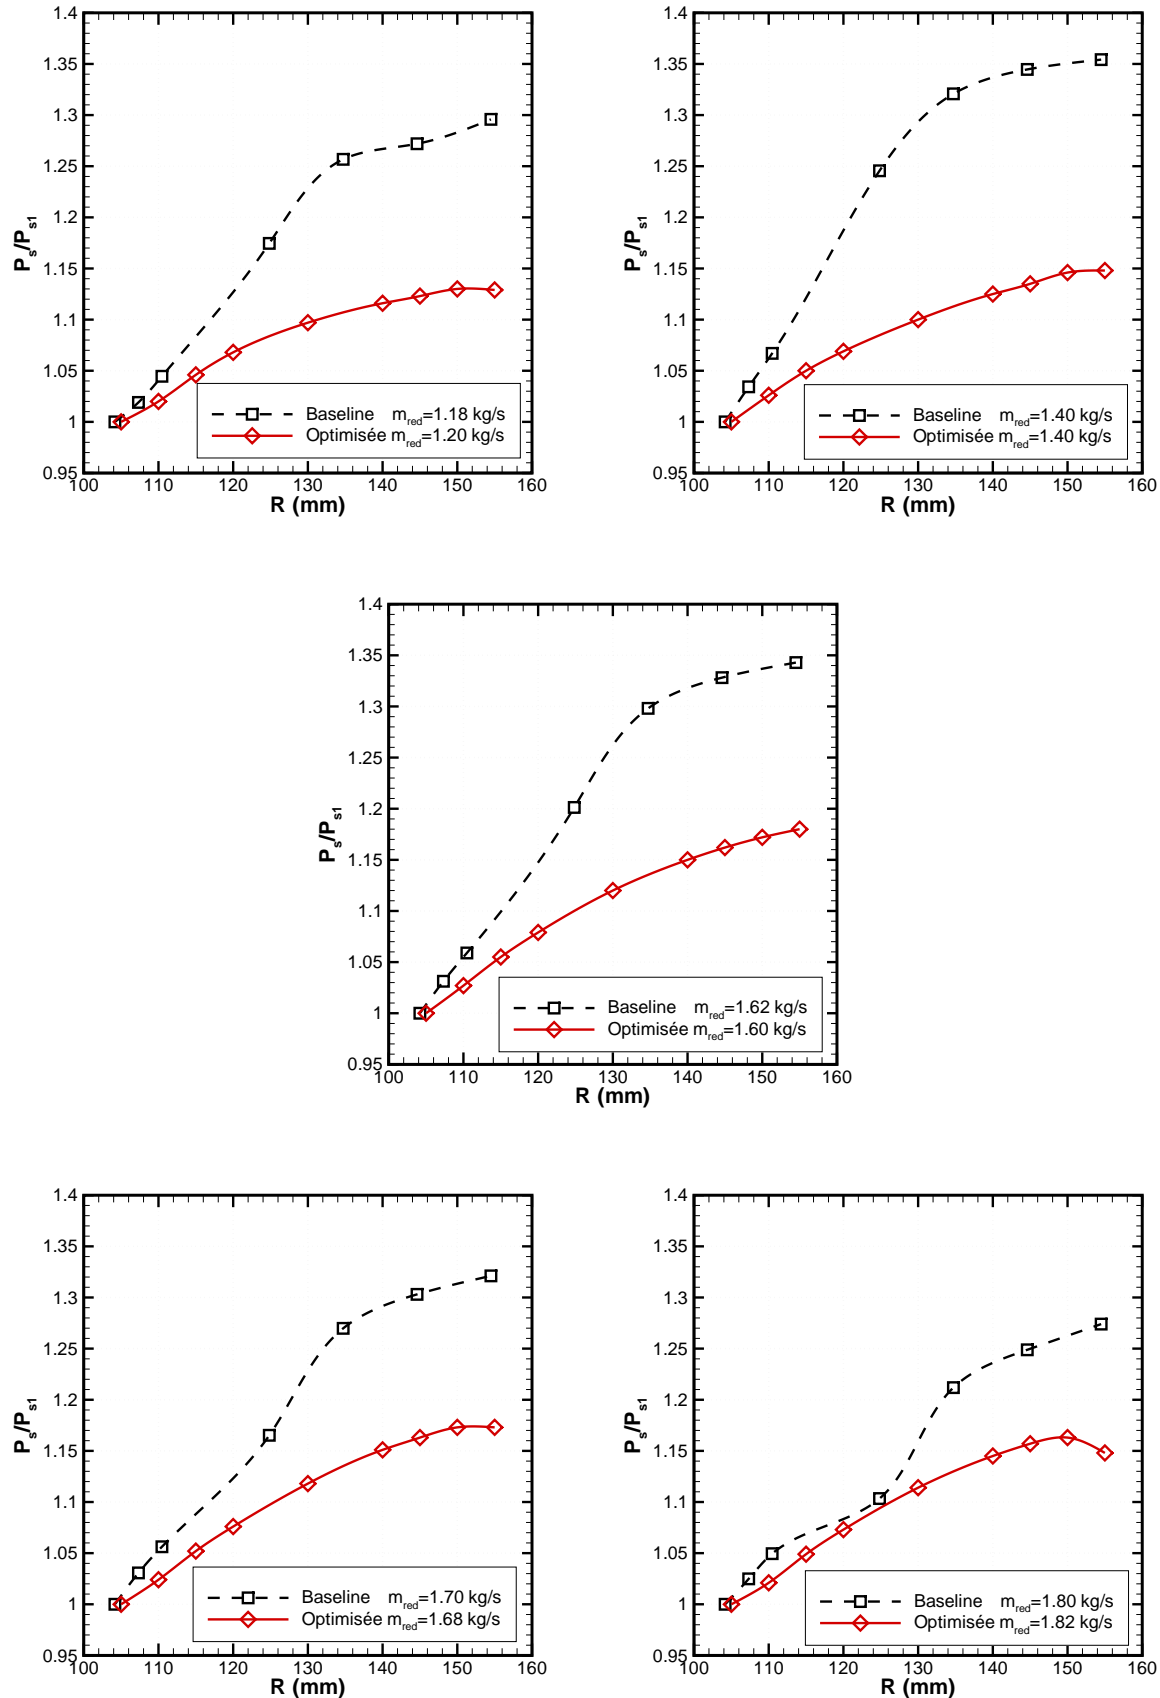 1.4
1.35
1.3
1.25
1.2
1.15
1.1
1.05
1
0.95
P_s/P_s1
100 110 120 130 140 150 160
R (mm)
Baseline m_red=1.18 kg/s
Optimisée m_red=1.20 kg/s
1.4
1.35
1.3
1.25
1.2
1.15
1.1
1.05
1
0.95
P_s/P_s1
100 110 120 130 140 150 160
R (mm)
Baseline m_red=1.40 kg/s
Optimisée m_red=1.40 kg/s
1.4
1.35
1.3
1.25
1.2
1.15
1.1
1.05
1
0.95
P_s/P_s1
100 110 120 130 140 150 160
R (mm)
Baseline m_red=1.62 kg/s
Optimisée m_red=1.60 kg/s
1.4
1.35
1.3
1.25
1.2
1.15
1.1
1.05
1
0.95
P_s/P_s1
100 110 120 130 140 150 160
R (mm)
Baseline m_red=1.70 kg/s
Optimisée m_red=1.68 kg/s
1.4
1.35
1.3
1.25
1.2
1.15
1.1
1.05
1
0.95
P_s/P_s1
100 110 120 130 140 150 160
R (mm)
Baseline m_red=1.80 kg/s
Optimisée m_red=1.82 kg/s